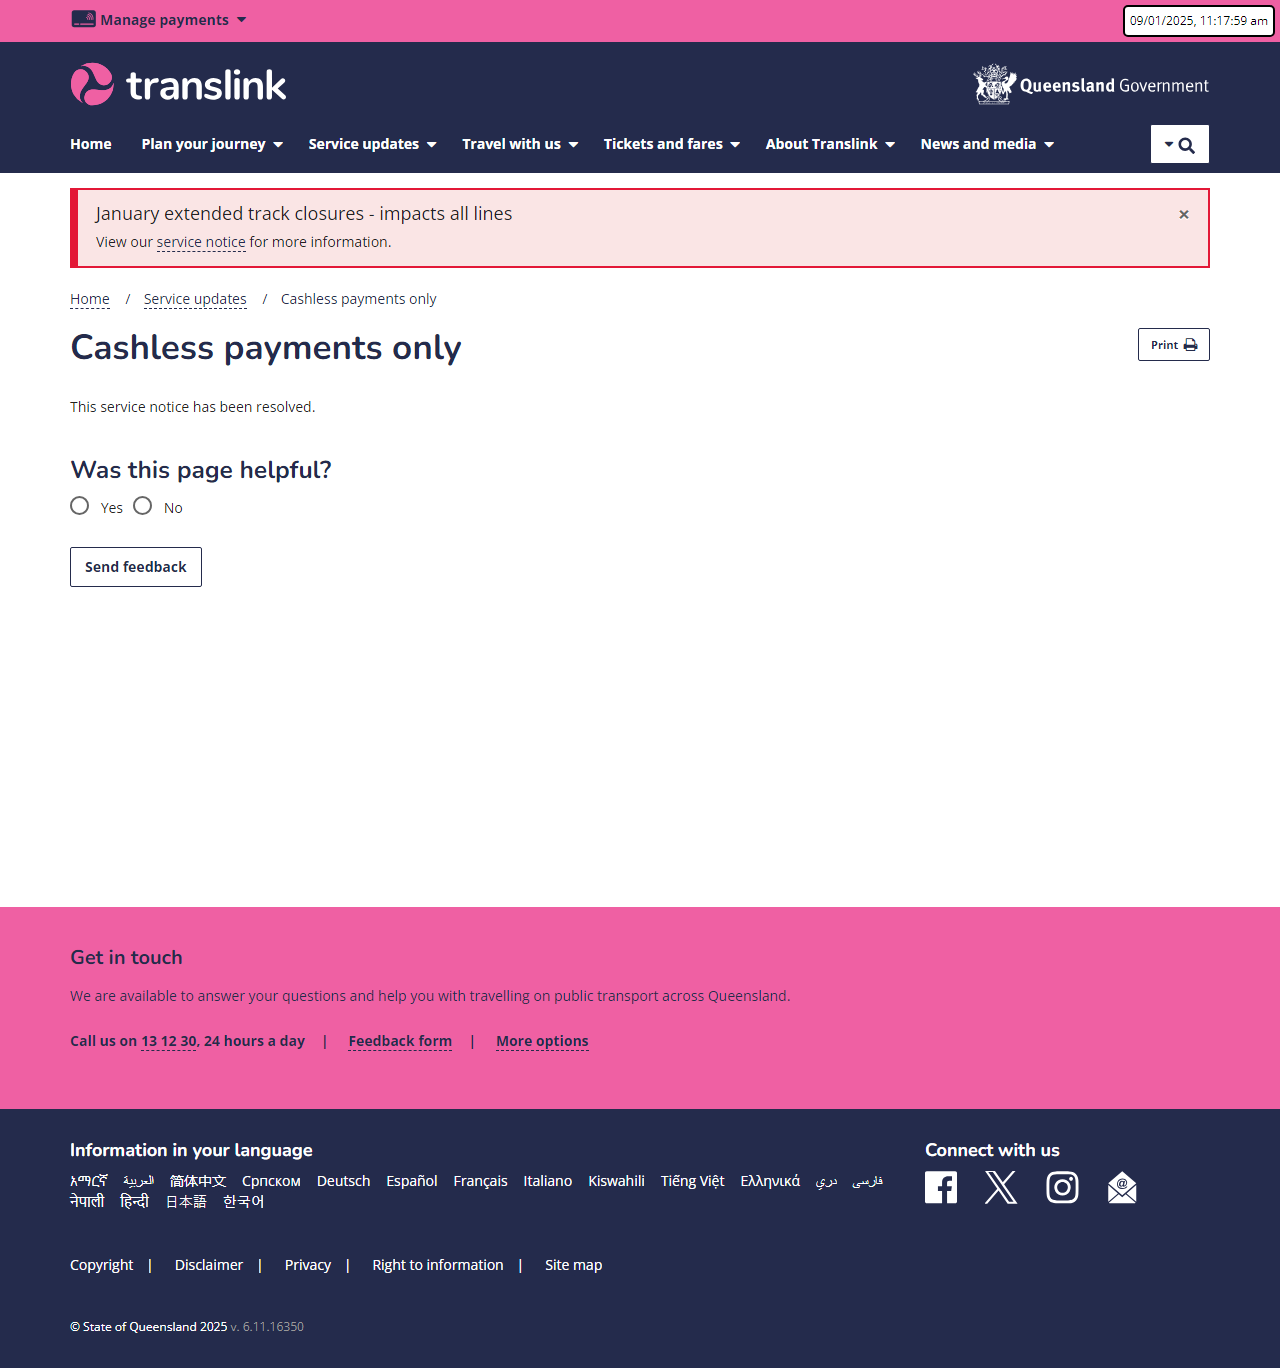 Manage payments
09/01/2025, 11:17:59 am
translink
Queensland Government
Home Plan your journey Service updates Travel with us Tickets and fares About Translink News and media
January extended track closures - impacts all lines ×
View our service notice for more information.
Home / Service updates / Cashless payments only
Cashless payments only
Print
This service notice has been resolved.
Was this page helpful?
Yes No
Send feedback
Get in touch
We are available to answer your questions and help you with travelling on public transport across Queensland.
Call us on 13 12 30, 24 hours a day | Feedback form | More options
Information in your language
አማርኛ العربية 简体中文 Српском Deutsch Español Français Italiano Kiswahili Tiếng Việt Ελληνικά دري فارسی
नेपाली हिन्दी 日本語 한국어
Connect with us
Copyright | Disclaimer | Privacy | Right to information | Site map
© State of Queensland 2025 v. 6.11.16350